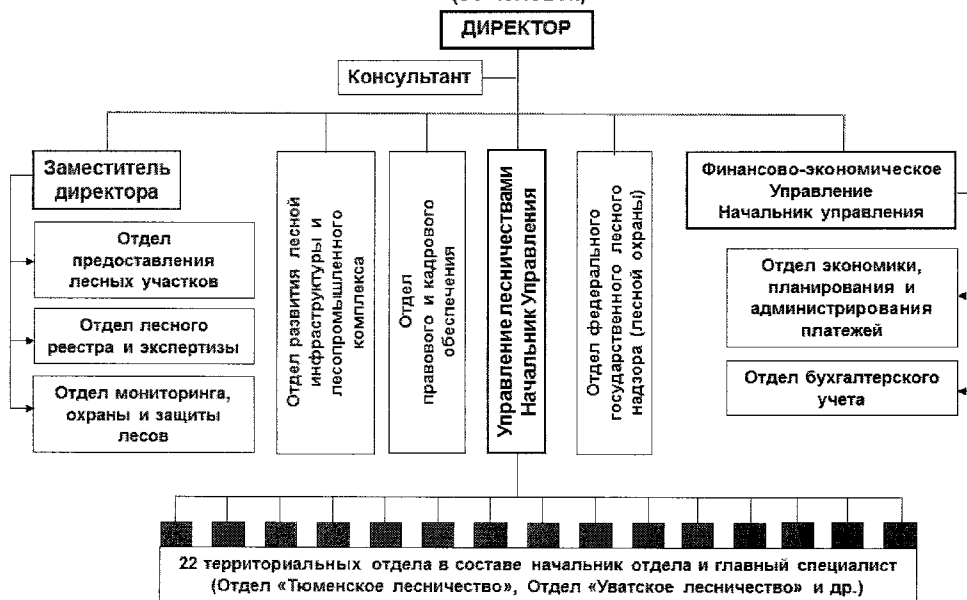 ДИРЕКТОР
Консультант
Заместитель
директора
Отдел
предоставления
лесных участков
Отдел лесного
реестра и экспертизы
Отдел мониторинга,
охраны и защиты
лесов
Отдел развития лесной
инфраструктуры и
лесопромышленного
комплекса
Отдел
правового и кадрового
обеспечения
Управление лесничествами
Начальник Управления
Отдел федерального
государственного лесного
надзора (лесной охраны)
Финансово-экономическое
Управление
Начальник управления
Отдел экономики,
планирования и
администрирования
платежей
Отдел бухгалтерского
учета
22 территориальных отдела в составе начальник отдела и главный специалист
(Отдел «Тюменское лесничество», Отдел «Уватское лесничество» и др.)